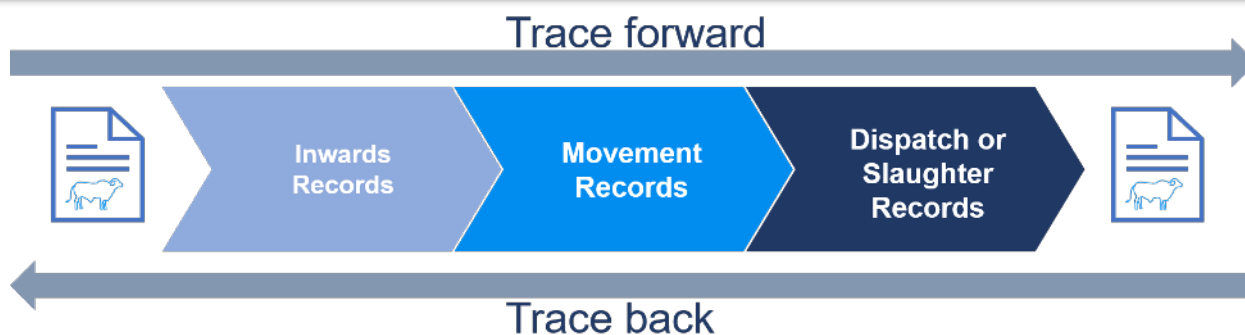 Trace forward
Inwards
Records
Movement
Records
Dispatch or
Slaughter
Records
Trace back